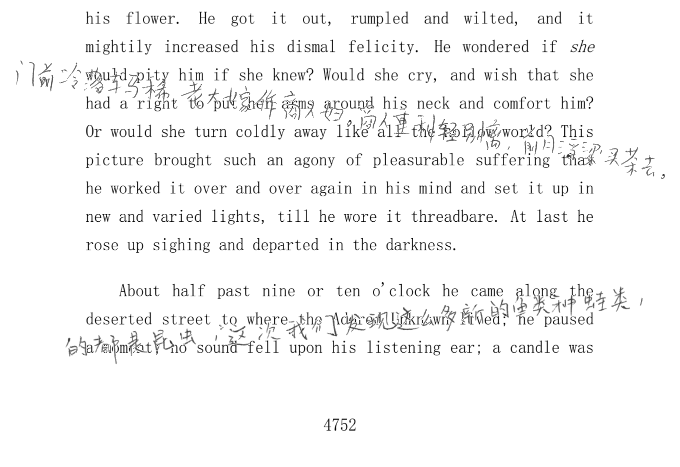 his flower. He got it out, rumpled and wilted, and it
mightily increased his dismal felicity. He wondered if she
would pity him if she knew? Would she cry, and wish that she
had a right to put her arms around his neck and comfort him?
Or would she turn coldly away like all the hollow world? This
picture brought such an agony of pleasurable suffering that
he worked it over and over again in his mind and set it up in
new and varied lights, till he wore it threadbare. At last he
rose up sighing and departed in the darkness.
门前冷落车马稀，老大嫁作商人妇。商人重利轻别离，前月浮梁买茶去。
About half past nine or ten o'clock he came along the
deserted street to where the Adored Unknown lived; he paused
a moment; no sound fell upon his listening ear; a candle was
的都是昆虫，这次我们发现这么多新的鱼类种蛙类，
4752